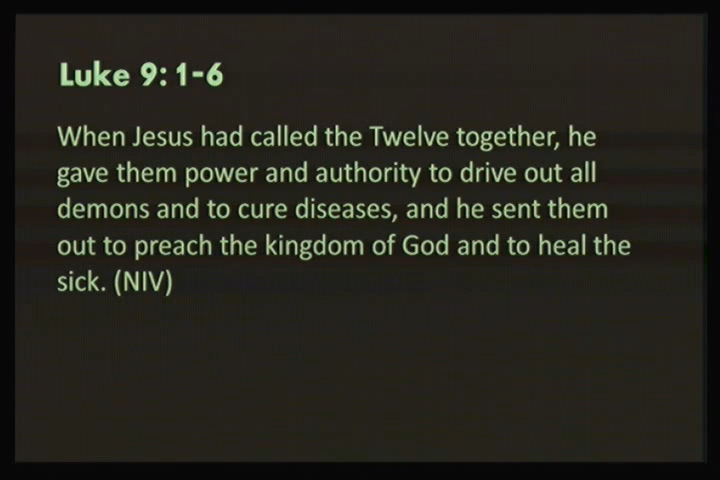 Luke 9:1-6
When Jesus had called the Twelve together, he
gave them power and authority to drive out all
demons and to cure diseases, and he sent them
out to preach the kingdom of God and to heal the
sick. (NIV)